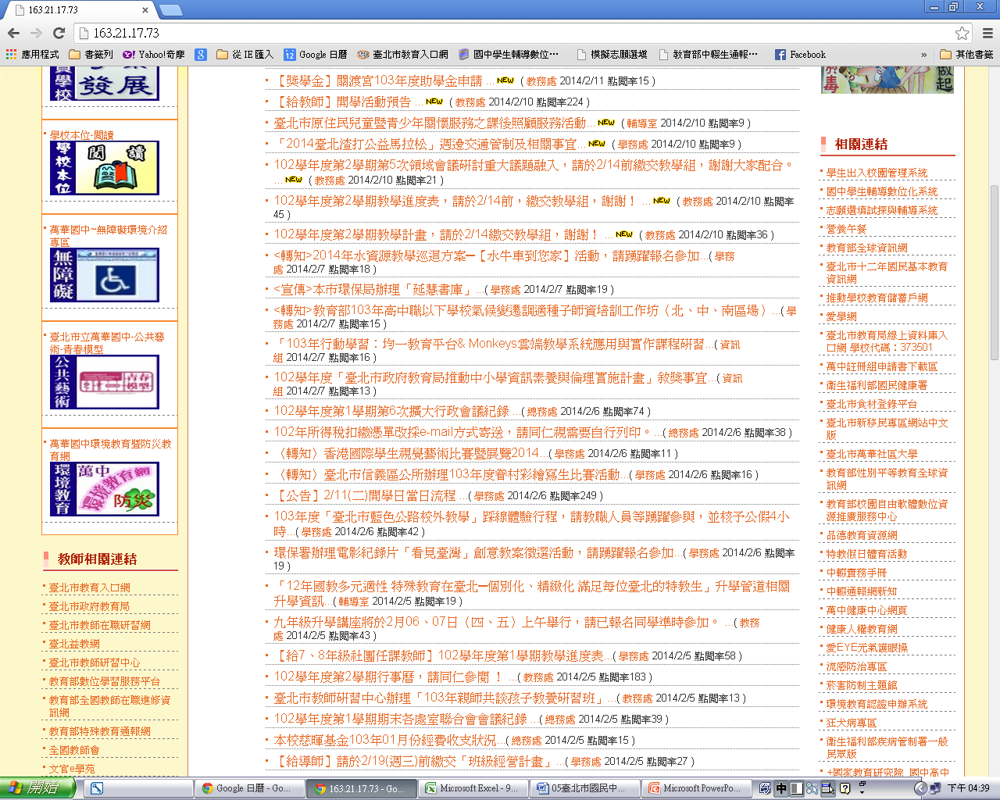 163.21.17.73
163.21.17.73
應用程式 書籤列 Yahoo!奇摩 從 IE 匯入 Google 日曆 臺北市教育入口網 國中學生輔導數位… 模擬志願選填 教育部中輟生通報… Facebook » 其他書籤
學校
發展
學校本位-閱讀
學校本位
閱讀
萬華國中~無障礙環境介紹
專區
無障礙
臺北市立萬華國中-公共藝
術-青春模型
公共藝術
青春模型
萬華國中環境教育暨防災教
育網
環境教育
萬中
環境教育網
防災
教師相關連結
臺北市教育入口網
臺北市政府教育局
臺北市教師在職研習網
臺北益教網
臺北市教師研習中心
教育部數位學習服務平台
教育部全國教師在職進修資
訊網
教育部特殊教育通報網
全國教師會
文官e學苑
【獎學金】關渡宮103年度助學金申請 ...NEW ( 教務處 2014/2/11 點閱率15 )
【給教師】開學活動預告 ...NEW ( 教務處 2014/2/10 點閱率224 )
臺北市原住民兒童暨青少年關懷服務之課後照顧服務活動...NEW ( 輔導室 2014/2/10 點閱率9 )
「2014臺北渣打公益馬拉松」週邊交通管制及相關事宜...NEW ( 學務處 2014/2/10 點閱率9 )
102學年度第2學期第5次領域會議研討重大議題融入，請於2/14前繳交教學組，謝謝大家配合。
...NEW ( 教務處 2014/2/10 點閱率21 )
102學年度第2學期教學進度表，請於2/14前，繳交教學組，謝謝！ ...NEW ( 教務處 2014/2/10 點閱率
45 )
102學年度第2學期教學計畫，請於2/14繳交教學組，謝謝！ NEW ( 教務處 2014/2/10 點閱率36 )
<轉知>2014年水資源教學巡迴方案─【水牛車到您家】活動，請踴躍報名參加...( 學務
處 2014/2/7 點閱率18 )
<宣傳>本市環保局辦理「延慧書庫」...( 學務處 2014/2/7 點閱率19 )
<轉知>教育部103年高中職以下學校氣候變遷調適種子師資培訓工作坊（北、中、南區場）...( 學
務處 2014/2/7 點閱率15 )
「103年行動學習：均一教育平台& Monkeys雲端教學系統應用與實作課程研習...( 資訊
組 2014/2/7 點閱率16 )
102學年度「臺北市政府教育局推動中小學資訊素養與倫理實施計畫」敘獎事宜...( 資訊
組 2014/2/7 點閱率13 )
102學年度第1學期第6次擴大行政會議紀錄 ...( 總務處 2014/2/6 點閱率74 )
102年所得稅扣繳憑單改採e-mail方式寄送，請同仁視需要自行列印。...( 總務處 2014/2/6 點閱率38 )
（轉知）香港國際學生視覺藝術比賽暨展覽2014...( 學務處 2014/2/6 點閱率11 )
（轉知）臺北市信義區公所辦理103年度眷村彩繪寫生比賽活動...( 學務處 2014/2/6 點閱率16 )
【公告】2/11(二)開學日當日流程 ...( 學務處 2014/2/6 點閱率249 )
103年度「臺北市藍色公路校外教學」踩線體驗行程，請教職人員等踴躍參與，並核予公假4小
時...( 學務處 2014/2/6 點閱率42 )
環保署辦理電影紀錄片「看見臺灣」創意教案徵選活動，請踴躍報名參加...( 學務處 2014/2/6 點閱率
19 )
「12年國教多元適性 特殊教育在臺北─個別化、精緻化 滿足每位臺北的特教生」升學管道相關
升學資訊...( 輔導室 2014/2/5 點閱率19 )
九年級升學講座將於2月06、07日（四、五）上午舉行，請已報名同學準時參加。 ...( 教務
處 2014/2/5 點閱率43 )
【給7、8年級社團任課教師】102學年度第1學期教學進度表...( 學務處 2014/2/5 點閱率58 )
102學年度第2學期行事曆，請同仁參閱 ！ ...( 教務處 2014/2/5 點閱率183 )
臺北市教師研習中心辦理「103年親師共談孩子教養研習班」...( 教務處 2014/2/5 點閱率13 )
102學年度第1學期期末各處室聯合會會議紀錄 ...( 總務處 2014/2/5 點閱率39 )
本校慈暉基金103年01月份經費收支狀況...( 總務處 2014/2/5 點閱率15 )
【給導師】請於2/19(週三)前繳交「班級經營計畫」...( 學務處 2014/2/5 點閱率27 )
相關連結
學生出入校園管理系統
國中學生輔導數位化系統
志願選填試探與輔導系統
營養午餐
教育部全球資訊網
臺北市十二年國民基本教育
資訊網
推動學校教育儲蓄戶網
愛學網
臺北市教育局線上資料庫入
口網 學校代碼：373501
萬中註冊組申請書下載區
衛生福利部國民健康署
臺北市食材登錄平台
臺北市新移民專區網站中文
版
臺北市萬華社區大學
教育部性別平等教育全球資
訊網
教育部校園自由軟體數位資
源推廣服務中心
品德教育資源網
特教假日體育活動
中輟實務手冊
中輟通報網新知
萬中健康中心網頁
健康人權教育網
愛EYE元氣護眼操
流感防治專區
菸害防制主題館
環境教育認證申辦系統
狂犬病專區
衛生福利部疾病管制署一般
民眾版
+國家教育研究院_國中高中
開始 Google 日曆 - Go... 163.21.17.73 - Go... Microsoft Excel - 9... 05臺北市國民中... Microsoft PowerPo... 中 下午 04:39